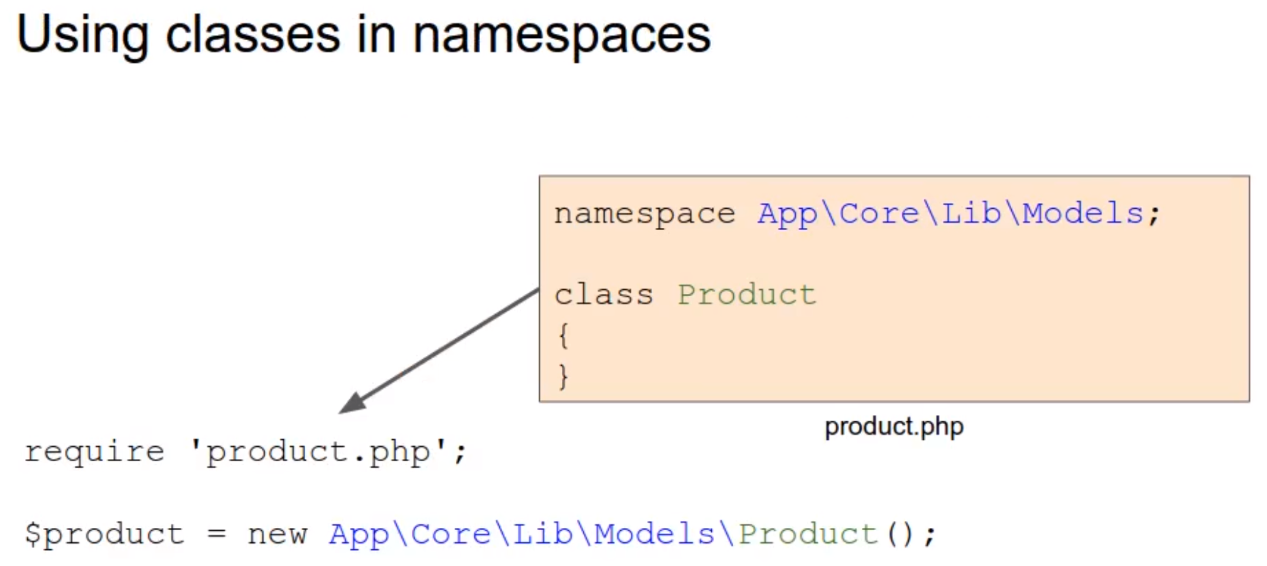 Using classes in namespaces
namespace App\Core\Lib\Models;
class Product
{
}
product.php
require 'product.php';
$product = new App\Core\Lib\Models\Product();